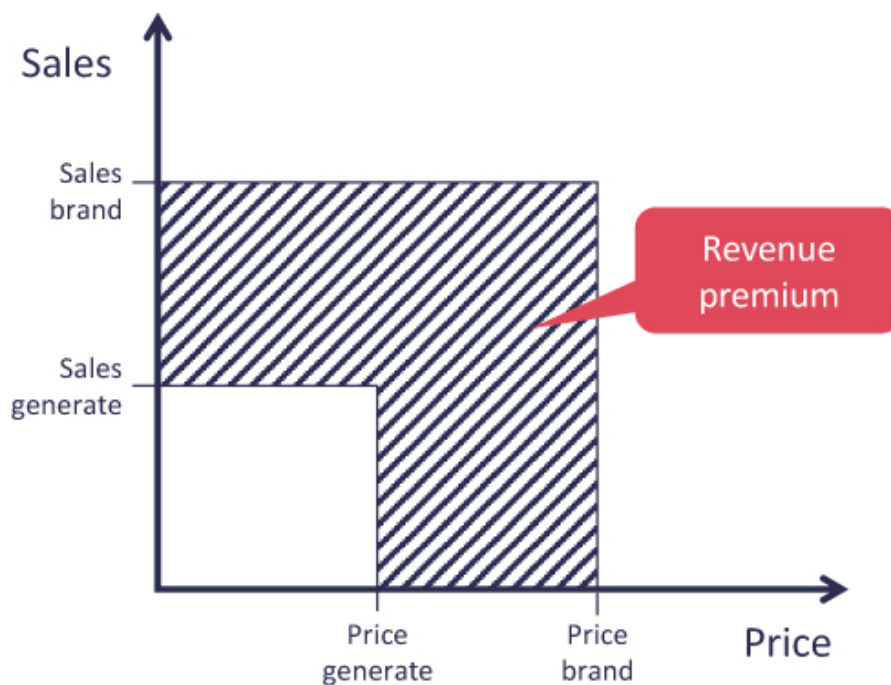 Sales
Sales
brand
Revenue
premium
Sales
generate
Price
generate
Price
brand
Price